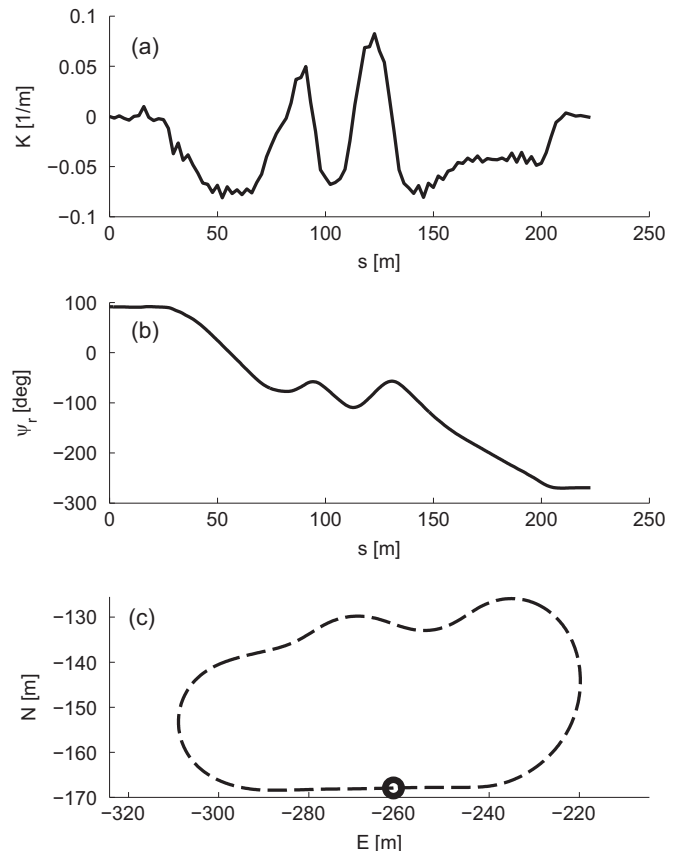 (a)
K [1/m]
0.1
0.05
0
−0.05
−0.1
0 50 100 150 200 250
s [m]
(b)
ψr [deg]
100
0
−100
−200
−300
0 50 100 150 200 250
s [m]
(c)
N [m]
−130
−140
−150
−160
−170
−320 −300 −280 −260 −240 −220
E [m]